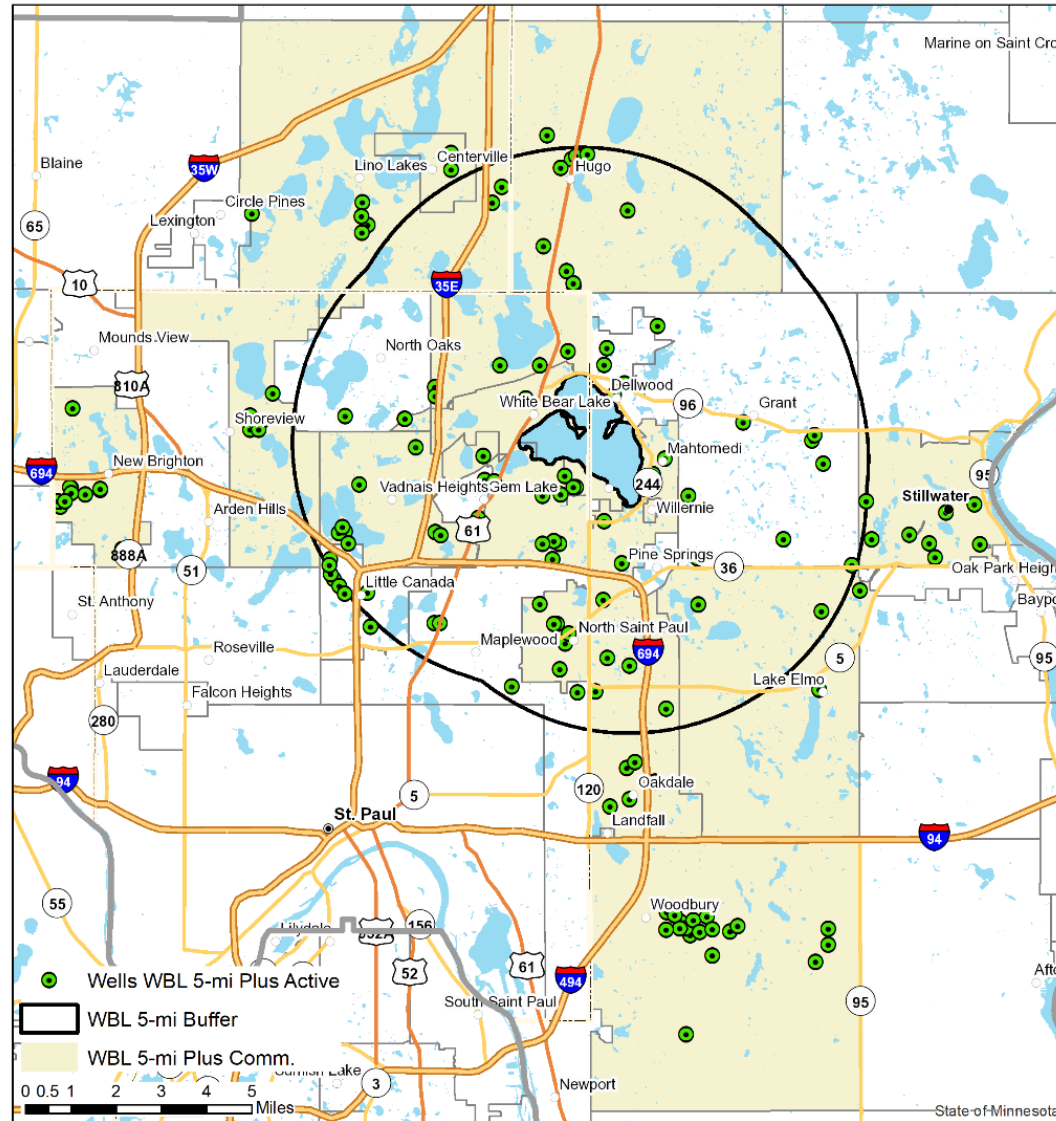 Marine on Saint Cro
Blaine
35W
Lino Lakes
Centerville
Hugo
Circle Pines
Lexington
65
10
35E
Mounds View
North Oaks
810A
Dellwood
White Bear Lake
96
Grant
Shoreview
Mahtomedi
694
New Brighton
244
95
Vadnais Heights
Gem Lake
Stillwater
Arden Hills
61
Willernie
888A
51
Pine Springs
36
Oak Park Heigh
Little Canada
St. Anthony
Baypo
North Saint Paul
Maplewood
Roseville
694
5
95
Lauderdale
Falcon Heights
Lake Elmo
280
94
5
120
Oakdale
St. Paul
Landfall
94
55
Woodbury
156
952A
Lilydale
52
61
494
Afto
South Saint Paul
95
Wells WBL 5-mi Plus Active
WBL 5-mi Buffer
WBL 5-mi Plus Comm.
3
Newport
0 0.5 1 2 3 4 5
Miles
State of Minnesota